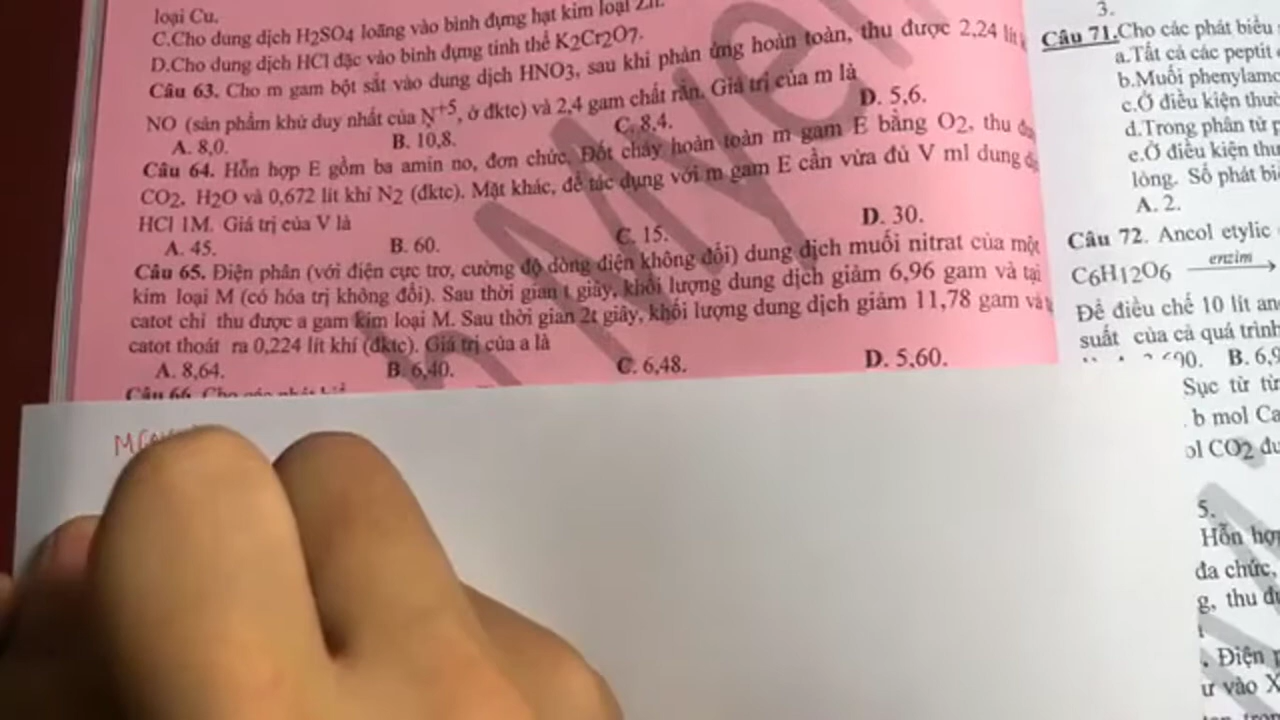 loại Cu.
C.Cho dung dịch H2SO4 loãng vào bình đựng hạt kim loại Zn.
D.Cho dung dịch HCl đặc vào bình đựng tinh thể K2Cr2O7.
Câu 63. Cho m gam bột sắt vào dung dịch HNO3, sau khi phản ứng hoàn toàn, thu được 2,24 lít
NO (sản phẩm khử duy nhất của N+5, ở đktc) và 2,4 gam chất rắn. Giá trị của m là
A. 8,0. B. 10,8. C. 8,4. D. 5,6.
Câu 64. Hỗn hợp E gồm ba amin no, đơn chức. Đốt cháy hoàn toàn m gam E bằng O2, thu
CO2, H2O và 0,672 lít khí N2 (đktc). Mặt khác, để tác dụng với m gam E cần vừa đủ V ml dung
HCl 1M. Giá trị của V là
A. 45. B. 60. C. 15. D. 30.
Câu 65. Điện phân (với điện cực trơ, cường độ dòng điện không đổi) dung dịch muối nitrat của một
kim loại M (có hóa trị không đổi). Sau thời gian t giây, khối lượng dung dịch giảm 6,96 gam và tại
catot chỉ thu được a gam kim loại M. Sau thời gian 2t giây, khối lượng dung dịch giảm 11,78 gam và
catot thoát ra 0,224 lít khí (đktc). Giá trị của a là
A. 8,64. B. 6,40. C. 6,48. D. 5,60.
Câu 66. Cho các phát
3.
Câu 71.Cho các phát biểu
a.Tất cả các peptit
b.Muối
c.Ở điều kiện
d.Trong phân tử
e.Ở điều kiện
lỏng. Số phát
A. 2.
Câu 72. Ancol etylic
C6H12O6 enzim
Để điều chế 10 lít
suất của cả quá trình
B.
Sục từ từ
b mol
CO2
5.
Hỗn
đa chức,
g, thu
Điện
vào X